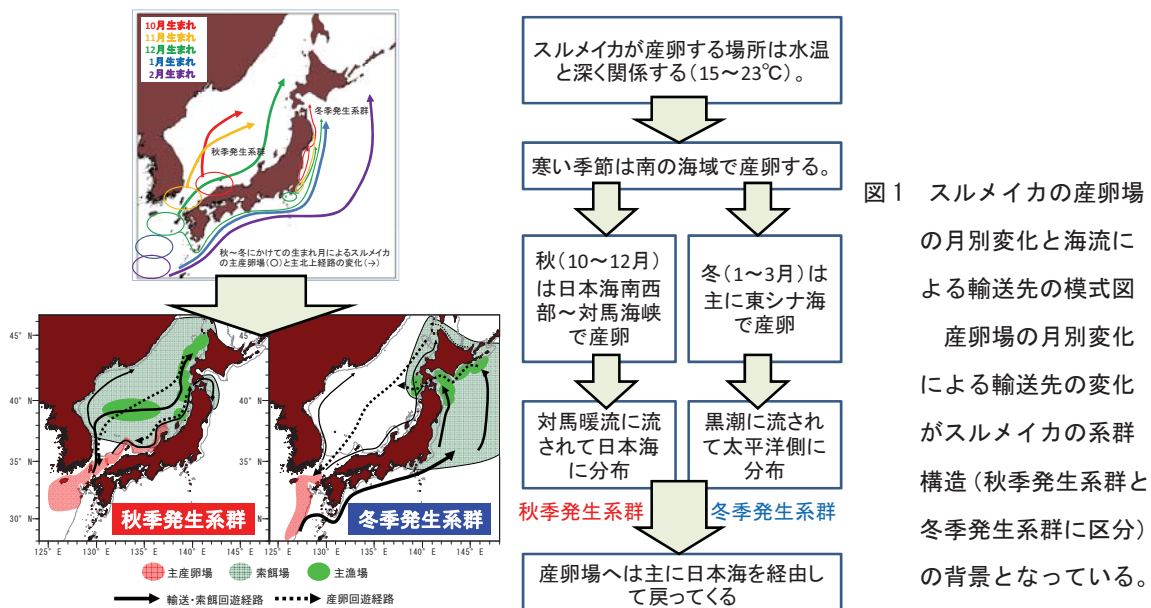 10月生まれ
11月生まれ
12月生まれ
1月生まれ
2月生まれ
冬季発生系群
秋季発生系群
秋～冬にかけての生まれ月によるスルメイカ
の主産卵場(○)と主北上経路の変化(→)
45°
40°
35°
30°
N
N
N
N
秋季発生系群
125° E 130° E 135° E 140° E
45° N
40° N
35° N
30° N
冬季発生系群
125° E 130° E 135° E 140° E 145° E
主産卵場 索餌場 主漁場
輸送・索餌回遊経路 産卵回遊経路
スルメイカが産卵する場所は水温
と深く関係する(15～23℃)。
寒い季節は南の海域で産卵する。
秋(10～12月)
は日本海南西
部～対馬海峡
で産卵
冬(1～3月)は
主に東シナ海
で産卵
対馬暖流に流
されて日本海
に分布
黒潮に流され
て太平洋側に
分布
秋季発生系群
冬季発生系群
産卵場へは主に日本海を経由し
て戻ってくる
図1 スルメイカの産卵場
の月別変化と海流に
よる輸送先の模式図
産卵場の月別変化
による輸送先の変化
がスルメイカの系群
構造(秋季発生系群と
冬季発生系群に区分)
の背景となっている。